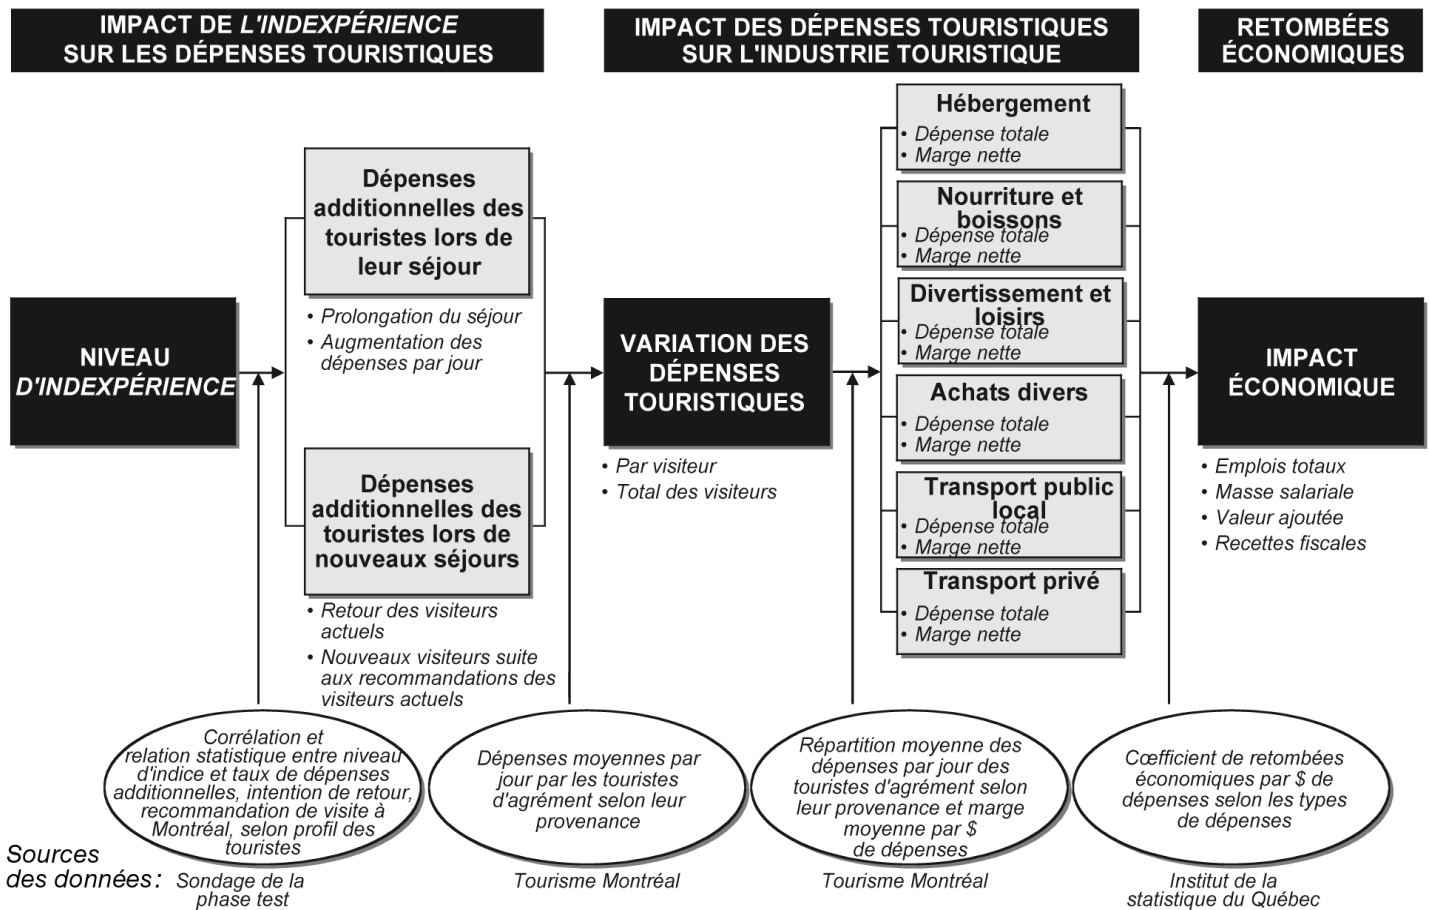 IMPACT DE L'INDEXPÉRIENCE
SUR LES DÉPENSES TOURISTIQUES
IMPACT DES DÉPENSES TOURISTIQUES
SUR L'INDUSTRIE TOURISTIQUE
RETOMBÉES
ÉCONOMIQUES
NIVEAU
D'INDEXPÉRIENCE
Dépenses
additionnelles des
touristes lors de
leur séjour
• Prolongation du séjour
• Augmentation des
dépenses par jour
Dépenses
additionnelles des
touristes lors de
nouveaux séjours
• Retour des visiteurs
actuels
• Nouveaux visiteurs suite
aux recommandations des
visiteurs actuels
VARIATION DES
DÉPENSES
TOURISTIQUES
• Par visiteur
• Total des visiteurs
Hébergement
• Dépense totale
• Marge nette
Nourriture et
boissons
• Dépense totale
• Marge nette
Divertissement et
loisirs
• Dépense totale
• Marge nette
Achats divers
• Dépense totale
• Marge nette
Transport public
local
• Dépense totale
• Marge nette
Transport privé
• Dépense totale
• Marge nette
IMPACT
ÉCONOMIQUE
• Emplois totaux
• Masse salariale
• Valeur ajoutée
• Recettes fiscales
Corrélation et
relation statistique entre niveau
d'indice et taux de dépenses
additionnelles, intention de retour,
recommandation de visite à
Montréal, selon profil des
touristes
Dépenses moyennes par
jour par les touristes
d'agrément selon leur
provenance
Répartition moyenne des
dépenses par jour des
touristes d'agrément selon
leur provenance et marge
moyenne par $
de dépenses
Cœfficient de retombées
économiques par $ de
dépenses selon les types
de dépenses
Sources
des données:
Sondage de la
phase test
Tourisme Montréal
Tourisme Montréal
Institut de la
statistique du Québec